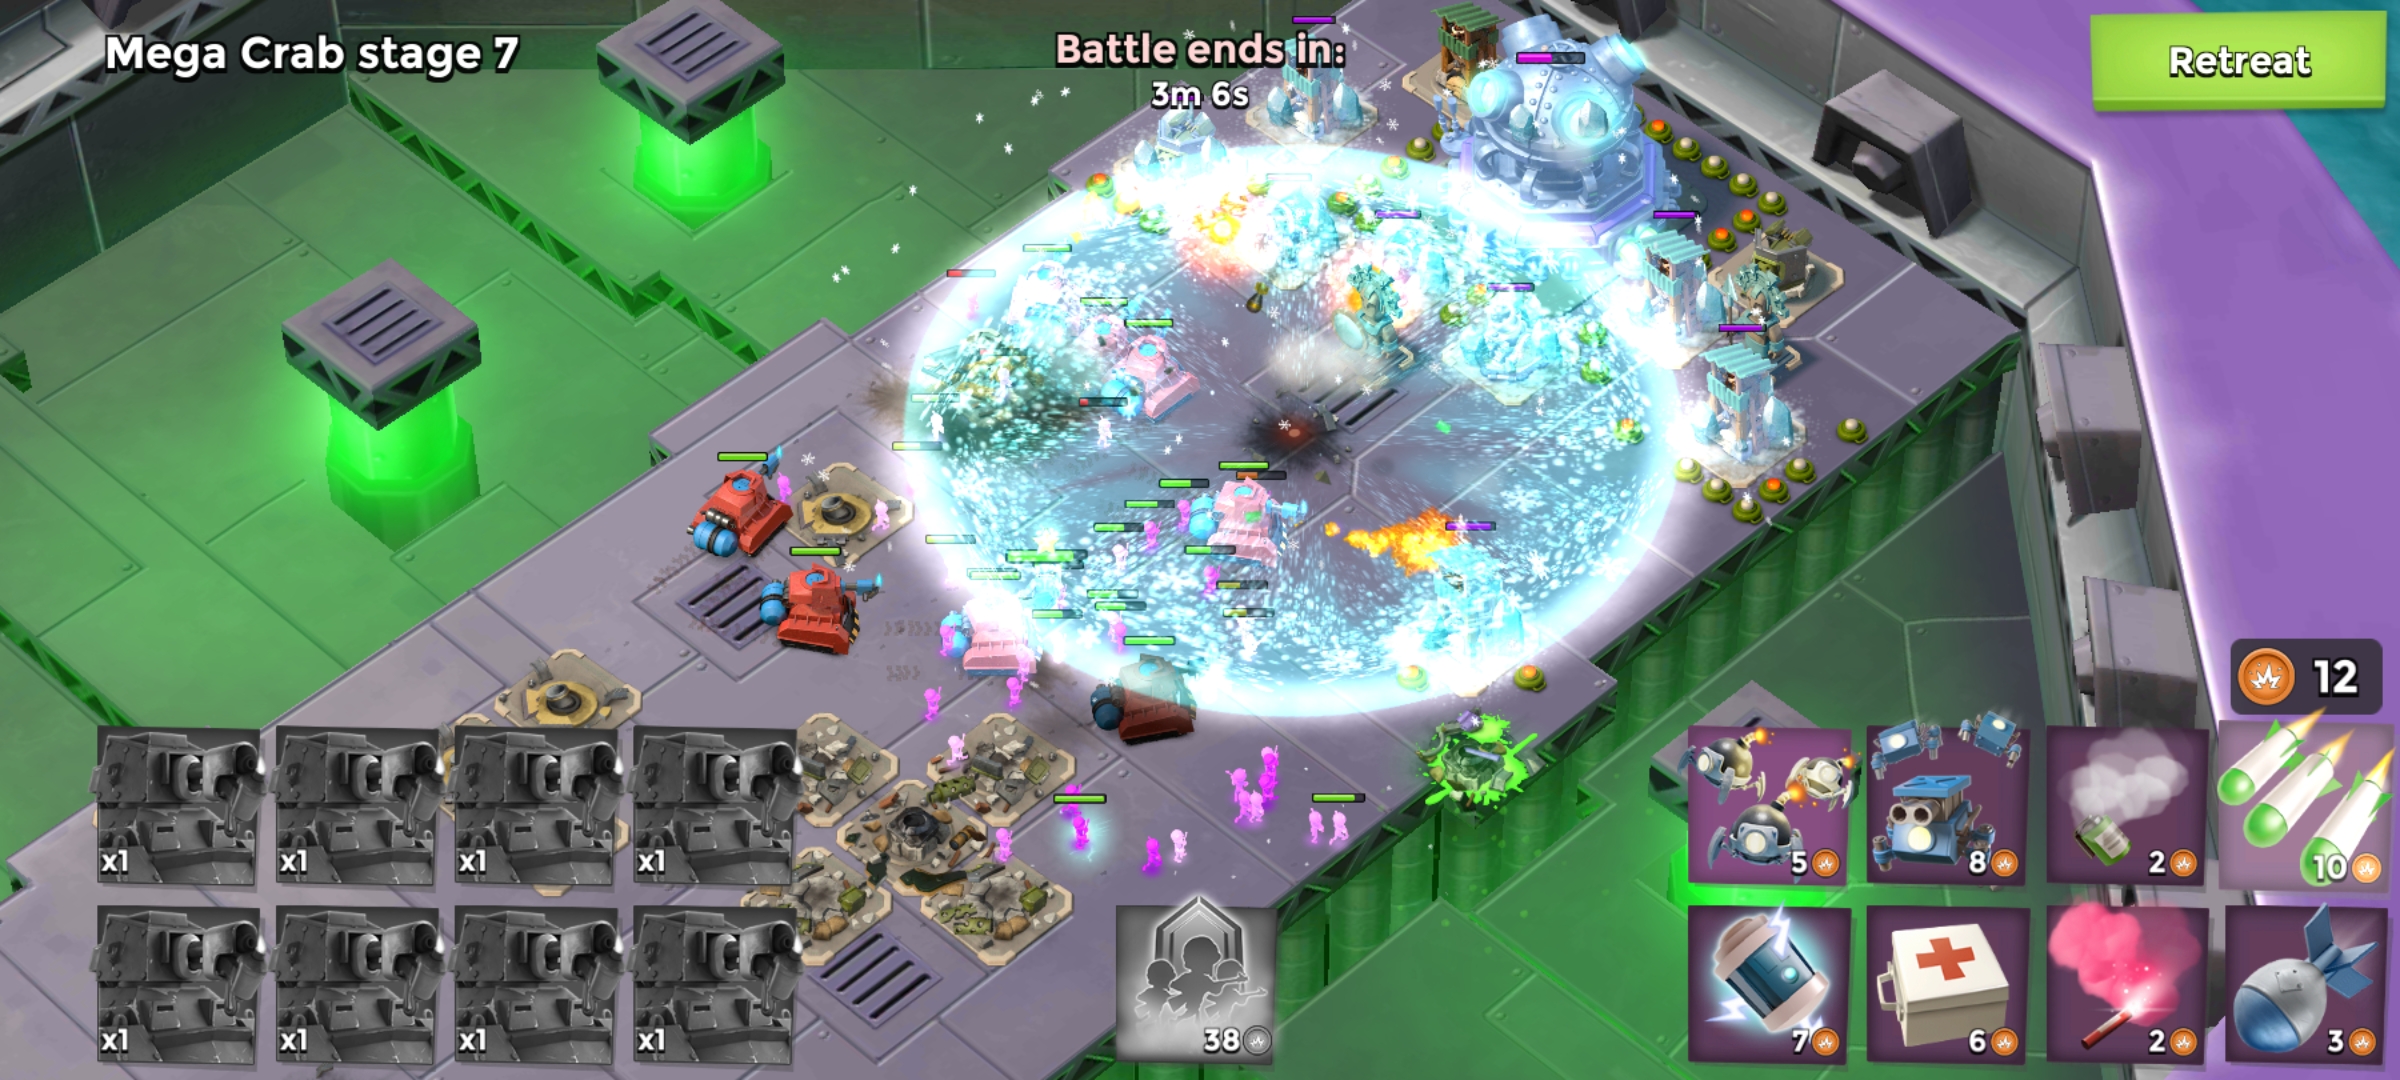 Mega Crab stage 7
Battle ends in:
3m 6s
Retreat
12
x1 x1 x1 x1
5 8 2 10
x1 x1 x1 x1
38
7 6 2 3